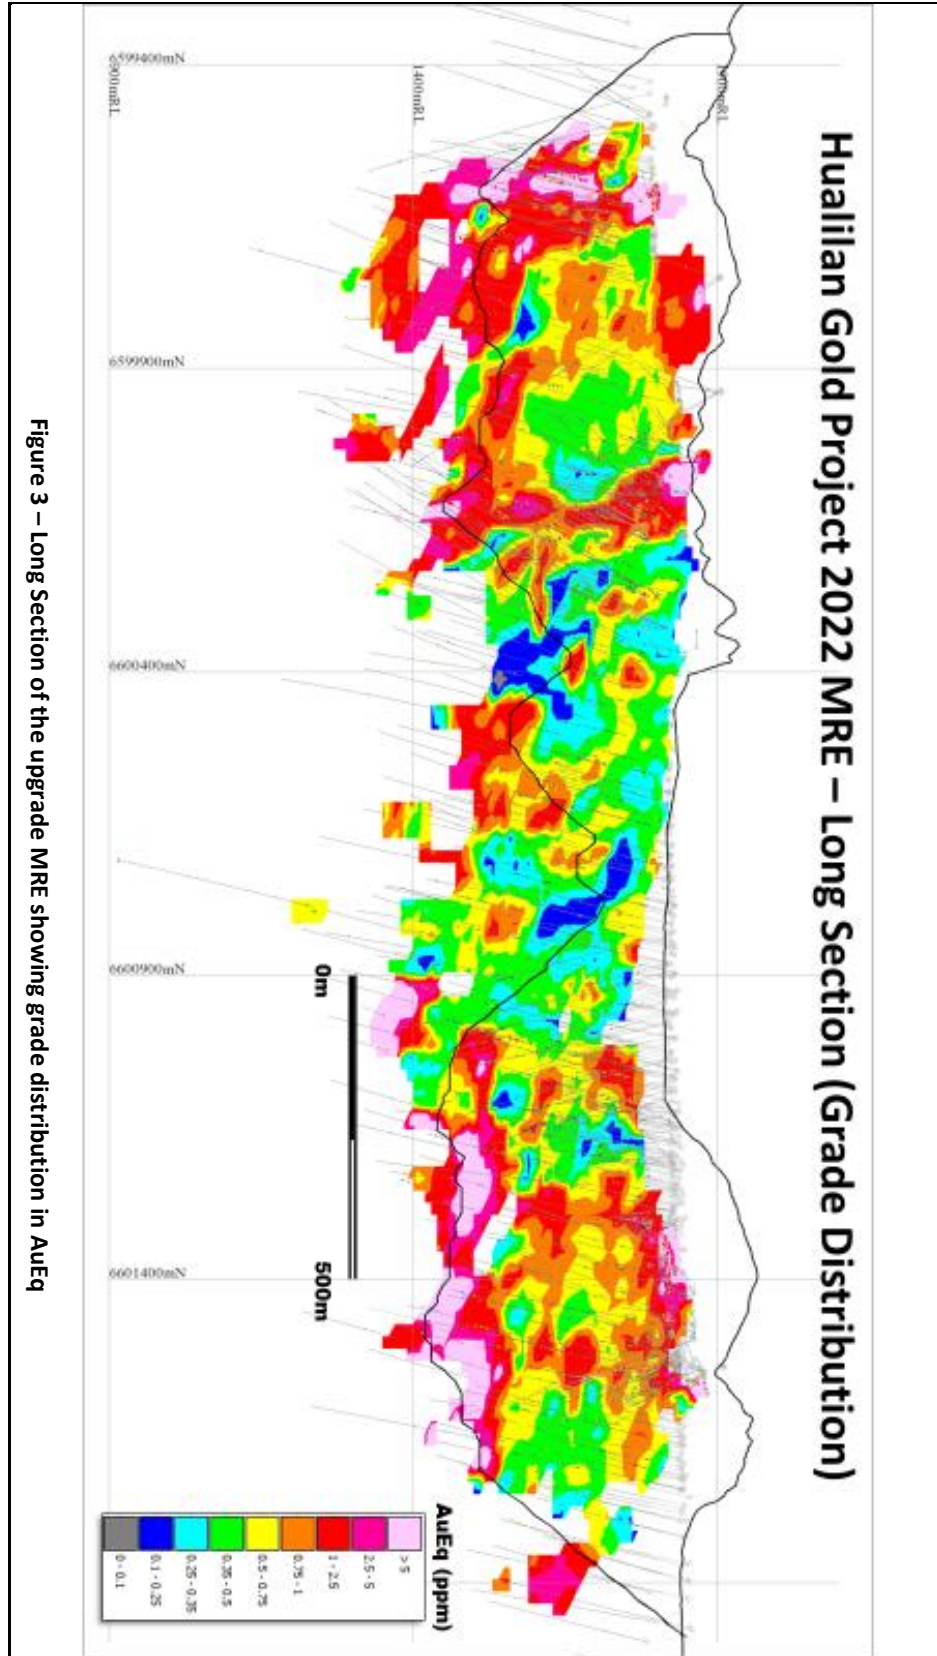 Hualilan Gold Project 2022 MRE – Long Section (Grade Distribution)
6599400mN
6599900mN
6600400mN
6600900mN
6601400mN
1400mRL
0m
500m
AuEq (ppm)
> 5
2.5 - 5
1 - 2.5
0.75 - 1
0.5 - 0.75
0.35 - 0.5
0.25 - 0.35
0.1 - 0.25
0 - 0.1
Figure 3 – Long Section of the upgrade MRE showing grade distribution in AuEq